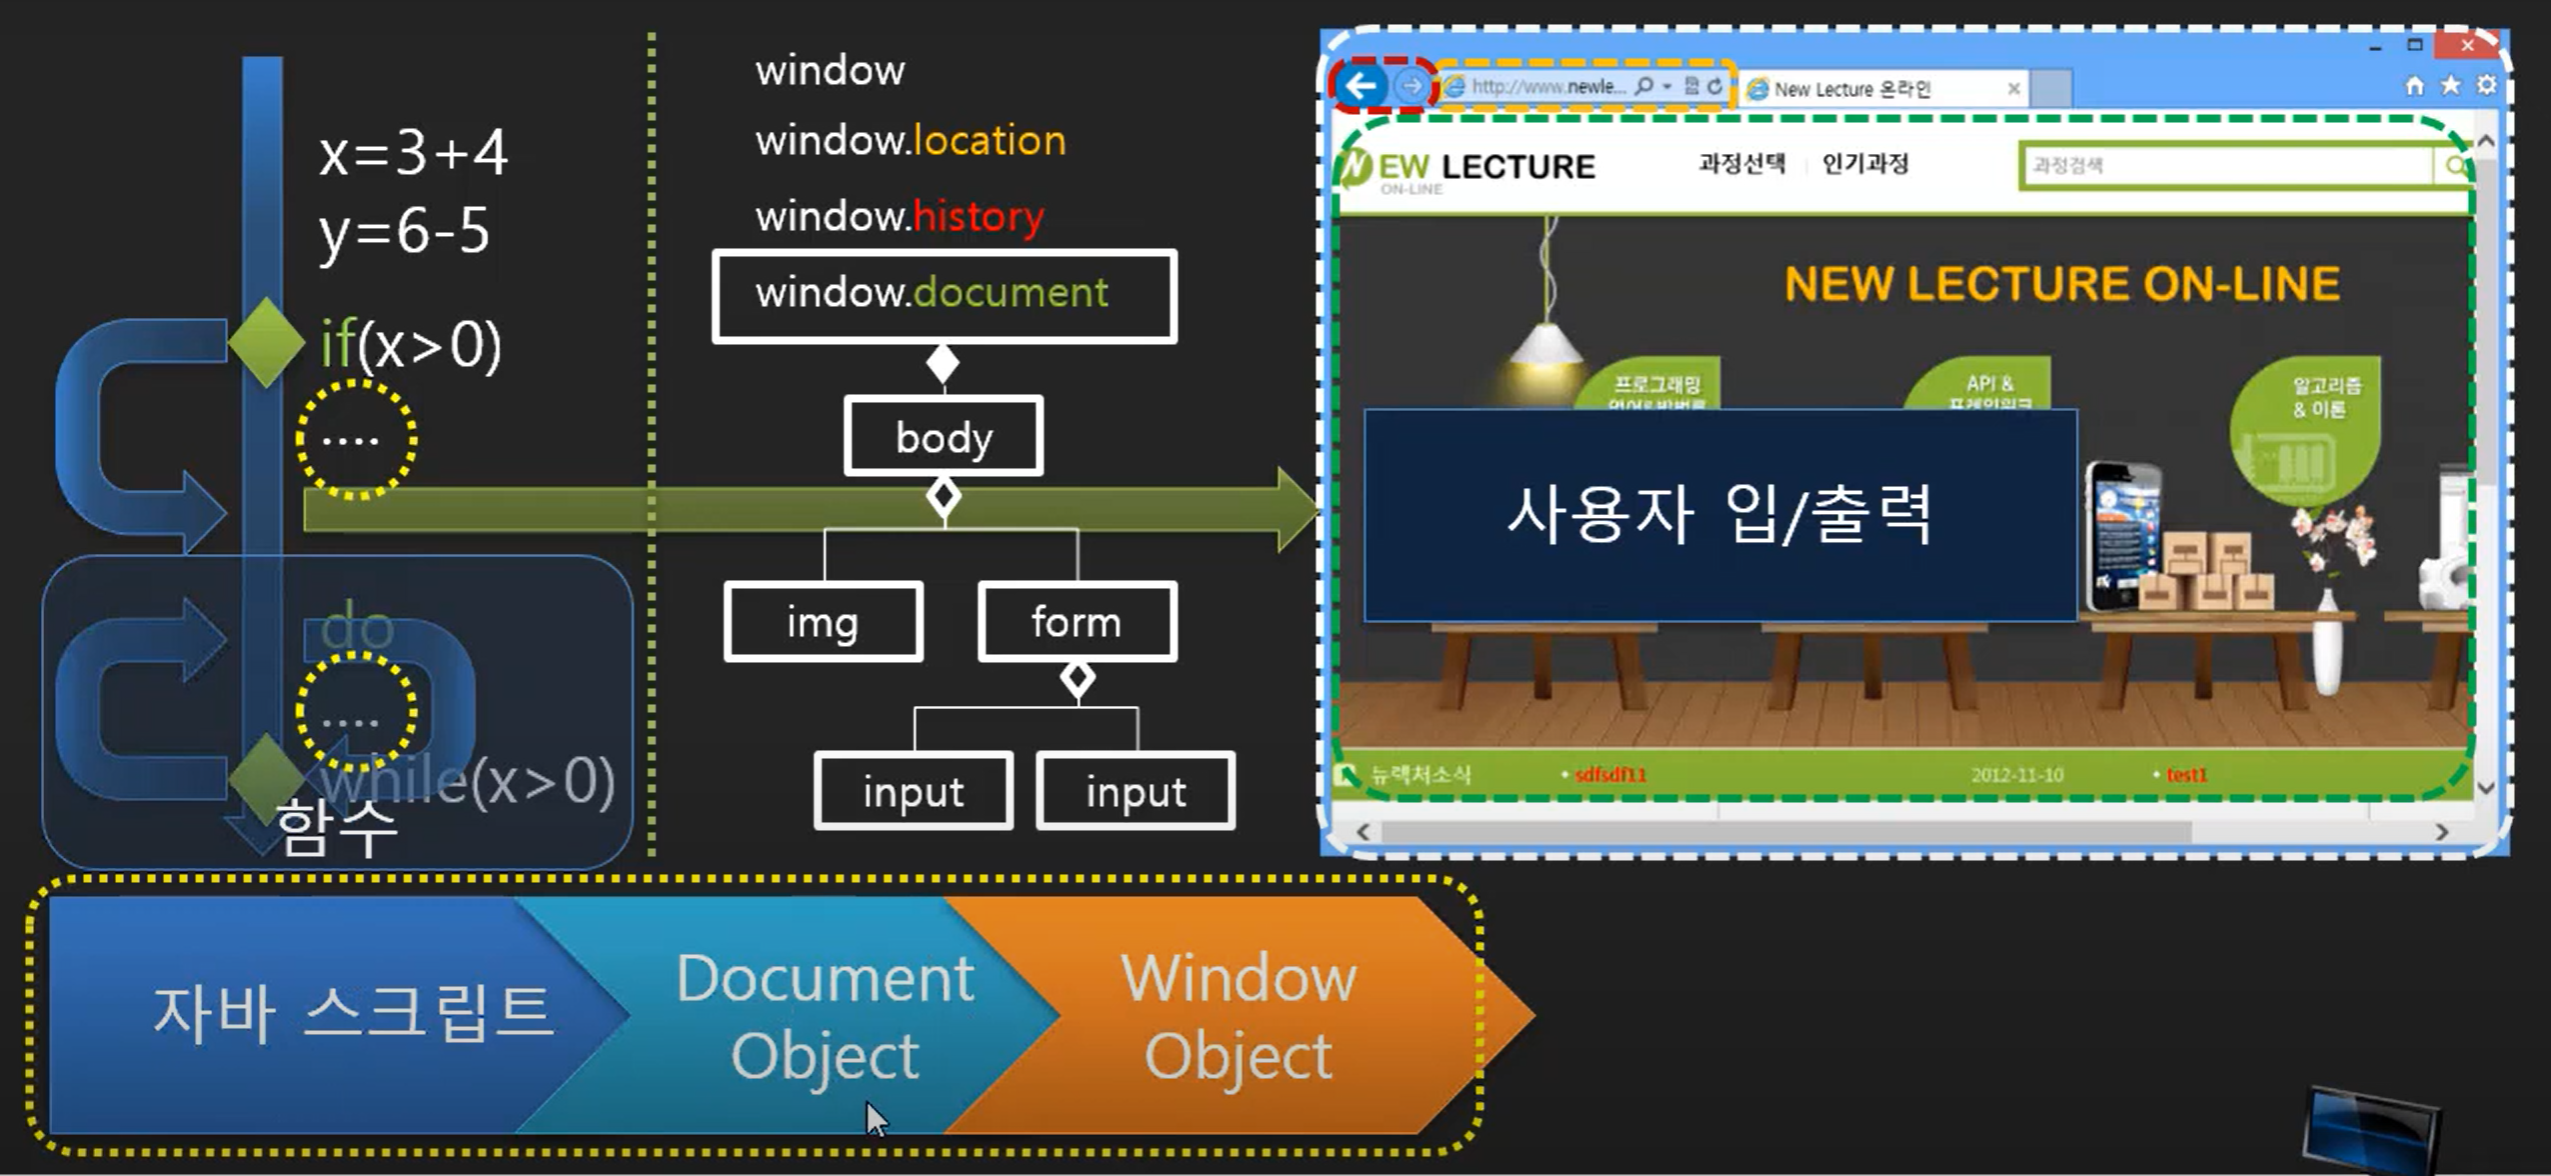 x=3+4
y=6-5
if(x>0)
....
do
....
while(x>0)
함수
window
window.location
window.history
window.document
body
img
form
input
input
http://www.newle...
New Lecture 온라인
NEW LECTURE
ON-LINE
과정선택
인기과정
과정검색
NEW LECTURE ON-LINE
프로그래밍
API &
알고리즘
& 이론
사용자 입/출력
뉴렉처소식
• sdfsdf11
2012-11-10
• test1
자바 스크립트
Document
Object
Window
Object